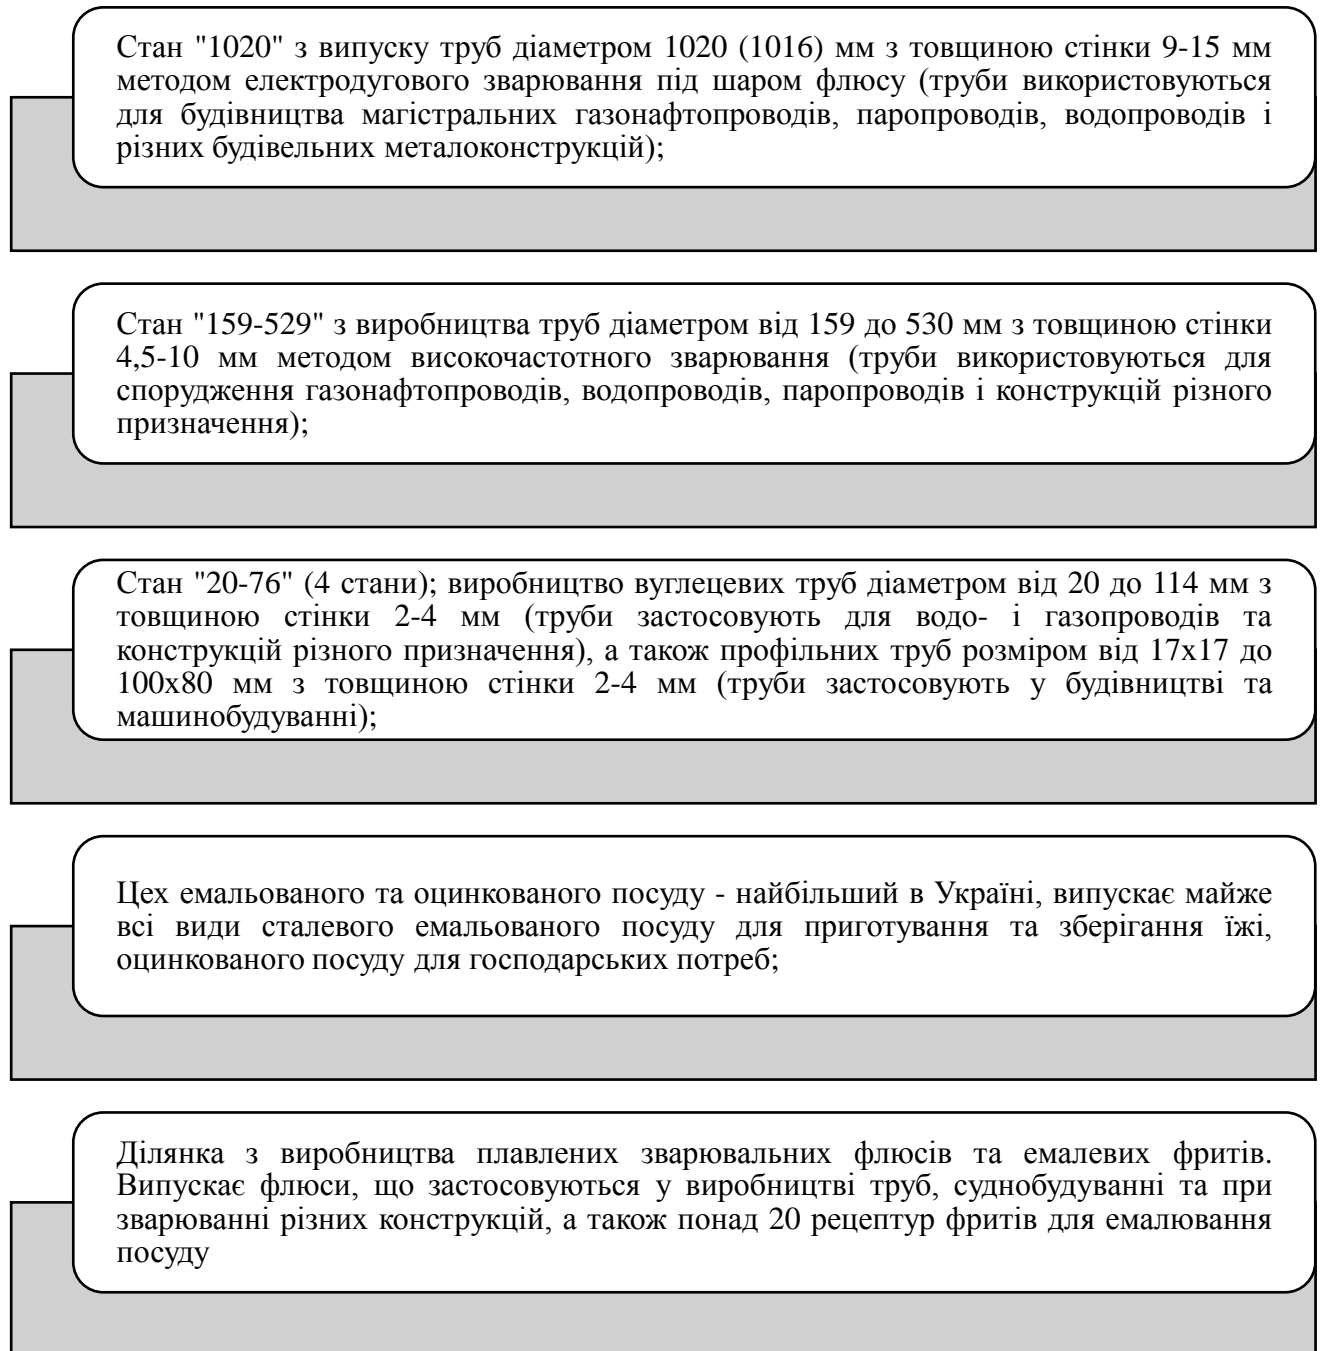 Стан "1020" з випуску труб діаметром 1020 (1016) мм з товщиною стінки 9-15 мм
методом електродугового зварювання під шаром флюсу (труби використовуються
для будівництва магістральних газонафтопроводів, паропроводів, водопроводів і
різних будівельних металоконструкцій);
Стан "159-529" з виробництва труб діаметром від 159 до 530 мм з товщиною стінки
4,5-10 мм методом високочастотного зварювання (труби використовуються для
спорудження газонафтопроводів, водопроводів, паропроводів і конструкцій різного
призначення);
Стан "20-76" (4 стани); виробництво вуглецевих труб діаметром від 20 до 114 мм з
товщиною стінки 2-4 мм (труби застосовують для водо- і газопроводів та
конструкцій різного призначення), а також профільних труб розміром від 17х17 до
100х80 мм з товщиною стінки 2-4 мм (труби застосовують у будівництві та
машинобудуванні);
Цех емальованого та оцинкованого посуду - найбільший в Україні, випускає майже
всі види сталевого емальованого посуду для приготування та зберігання їжі,
оцинкованого посуду для господарських потреб;
Ділянка з виробництва плавлених зварювальних флюсів та емалевих фритів.
Випускає флюси, що застосовуються у виробництві труб, суднобудуванні та при
зварюванні різних конструкцій, а також понад 20 рецептур фритів для емалювання
посуду